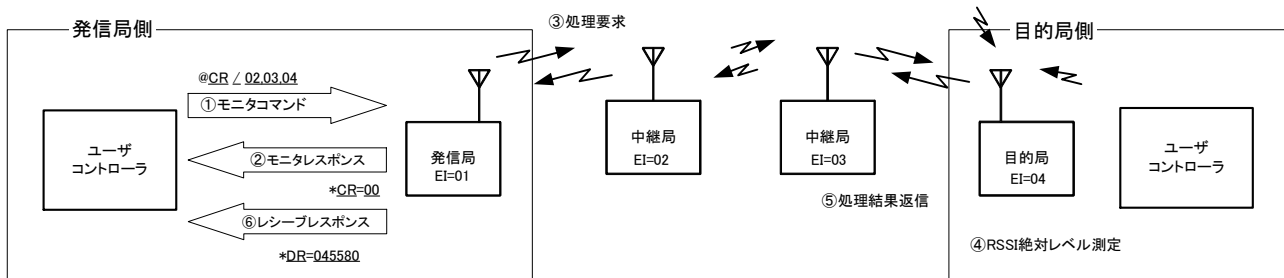 発信局側
③処理要求
目的局側
@CR / 02,03,04
①モニタコマンド
ユーザ
コントローラ
②モニタレスポンス
*CR=00
発信局
EI=01
⑥レシーブレスポンス
*DR=045580
中継局
EI=02
中継局
EI=03
⑤処理結果返信
目的局
EI=04
ユーザ
コントローラ
④RSSI絶対レベル測定